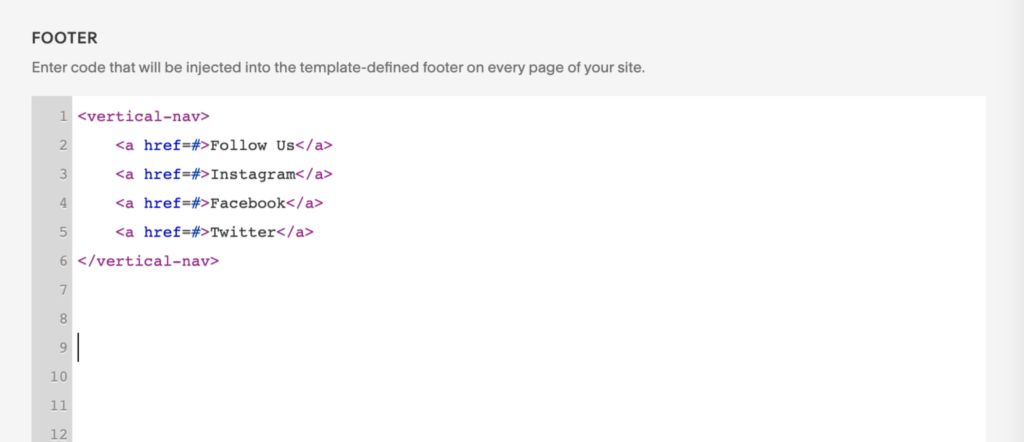 FOOTER
Enter code that will be injected into the template-defined footer on every page of your site.
1 <vertical-nav>
2     <a href=#>Follow Us</a>
3     <a href=#>Instagram</a>
4     <a href=#>Facebook</a>
5     <a href=#>Twitter</a>
6 </vertical-nav>
7
8
9
10
11
12